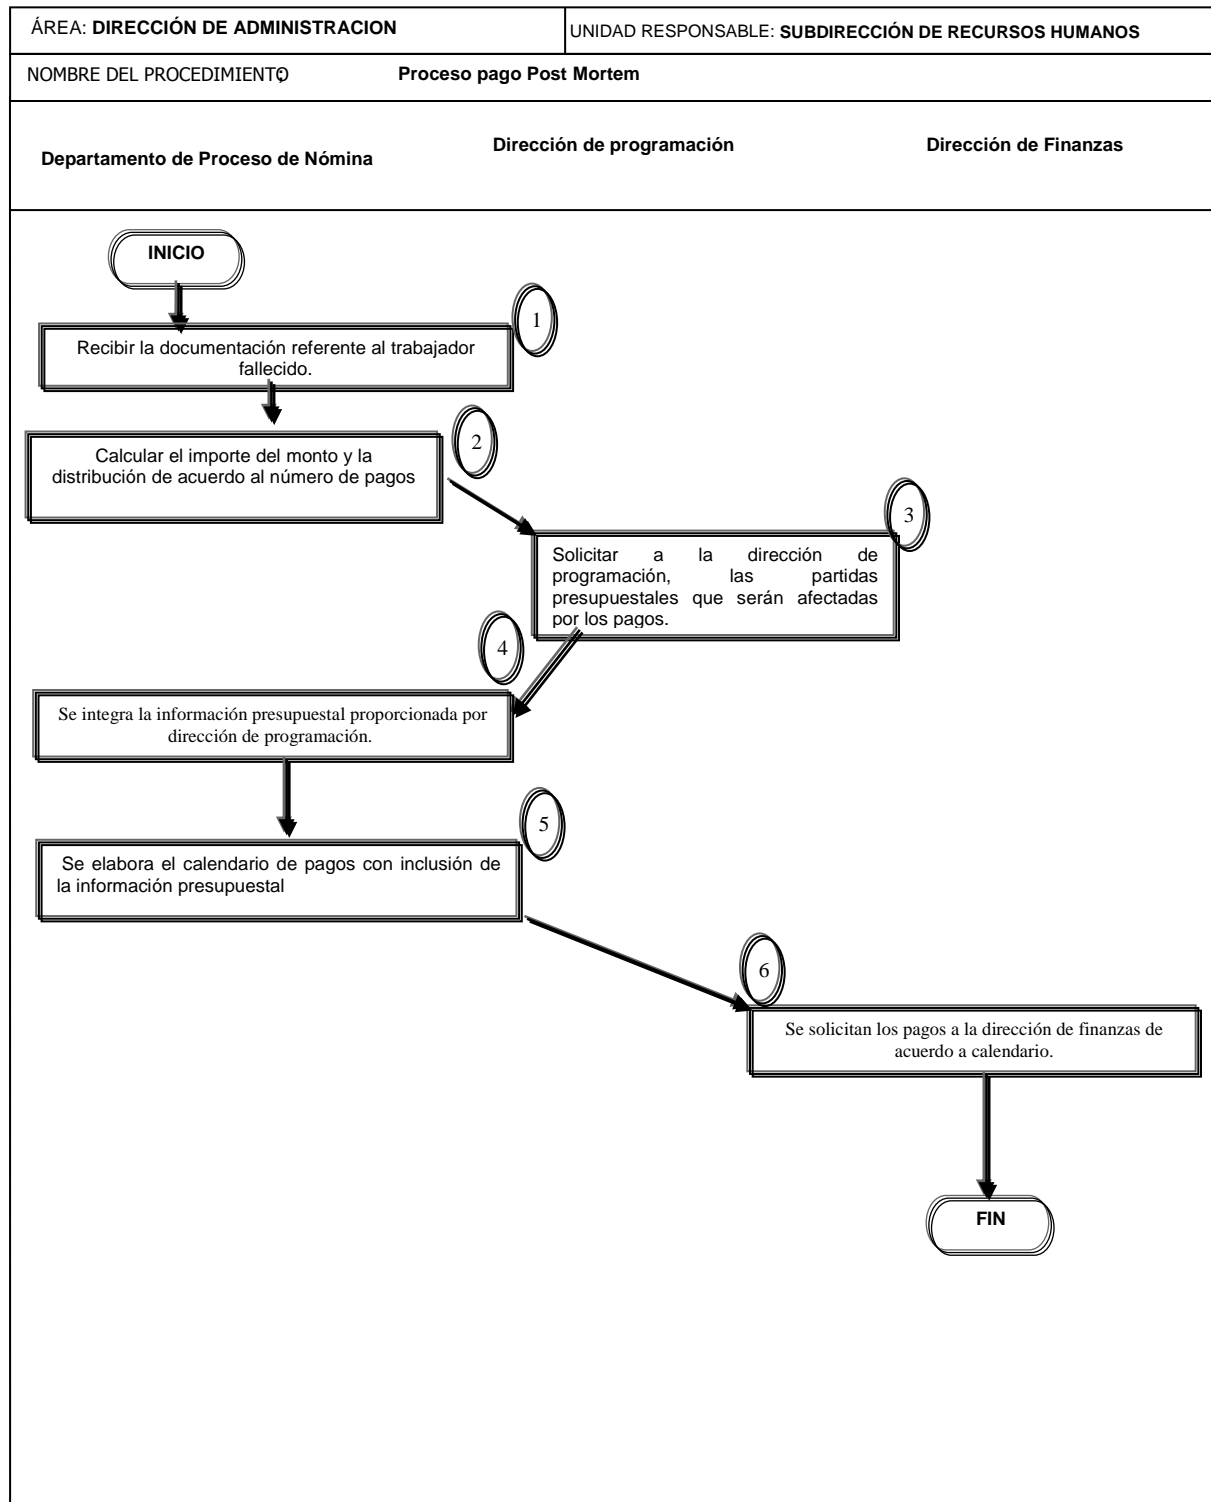 ÁREA: DIRECCIÓN DE ADMINISTRACION
UNIDAD RESPONSABLE: SUBDIRECCIÓN DE RECURSOS HUMANOS
NOMBRE DEL PROCEDIMIENTO: Proceso pago Post Mortem
Departamento de Proceso de Nómina
Dirección de programación
Dirección de Finanzas
INICIO
1
Recibir la documentación referente al trabajador
fallecido.
2
Calcular el importe del monto y la
distribución de acuerdo al número de pagos
3
Solicitar a la dirección de
programación, las partidas
presupuestales que serán afectadas
por los pagos.
4
Se integra la información presupuestal proporcionada por
dirección de programación.
5
Se elabora el calendario de pagos con inclusión de
la información presupuestal
6
Se solicitan los pagos a la dirección de finanzas de
acuerdo a calendario.
FIN